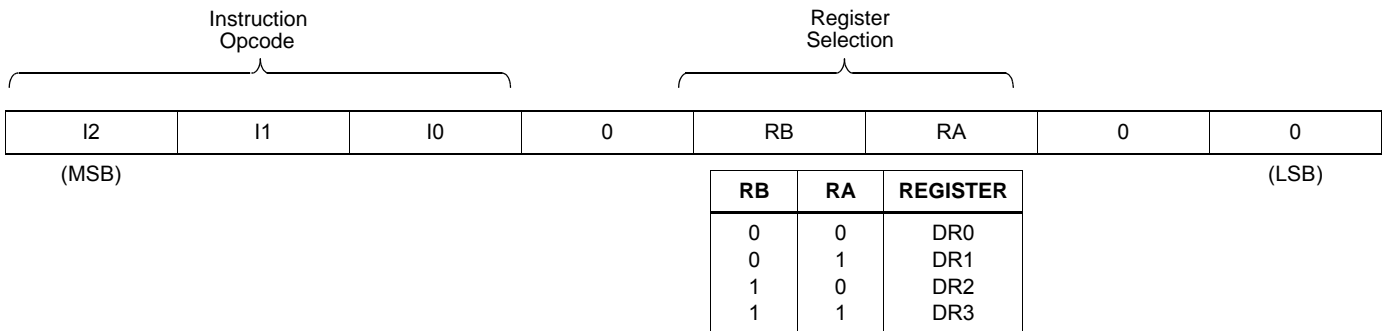 Instruction
Opcode
Register
Selection
I2 I1 I0 0 RB RA 0 0
(MSB) (LSB)
RB RA REGISTER
0 0 DR0
0 1 DR1
1 0 DR2
1 1 DR3